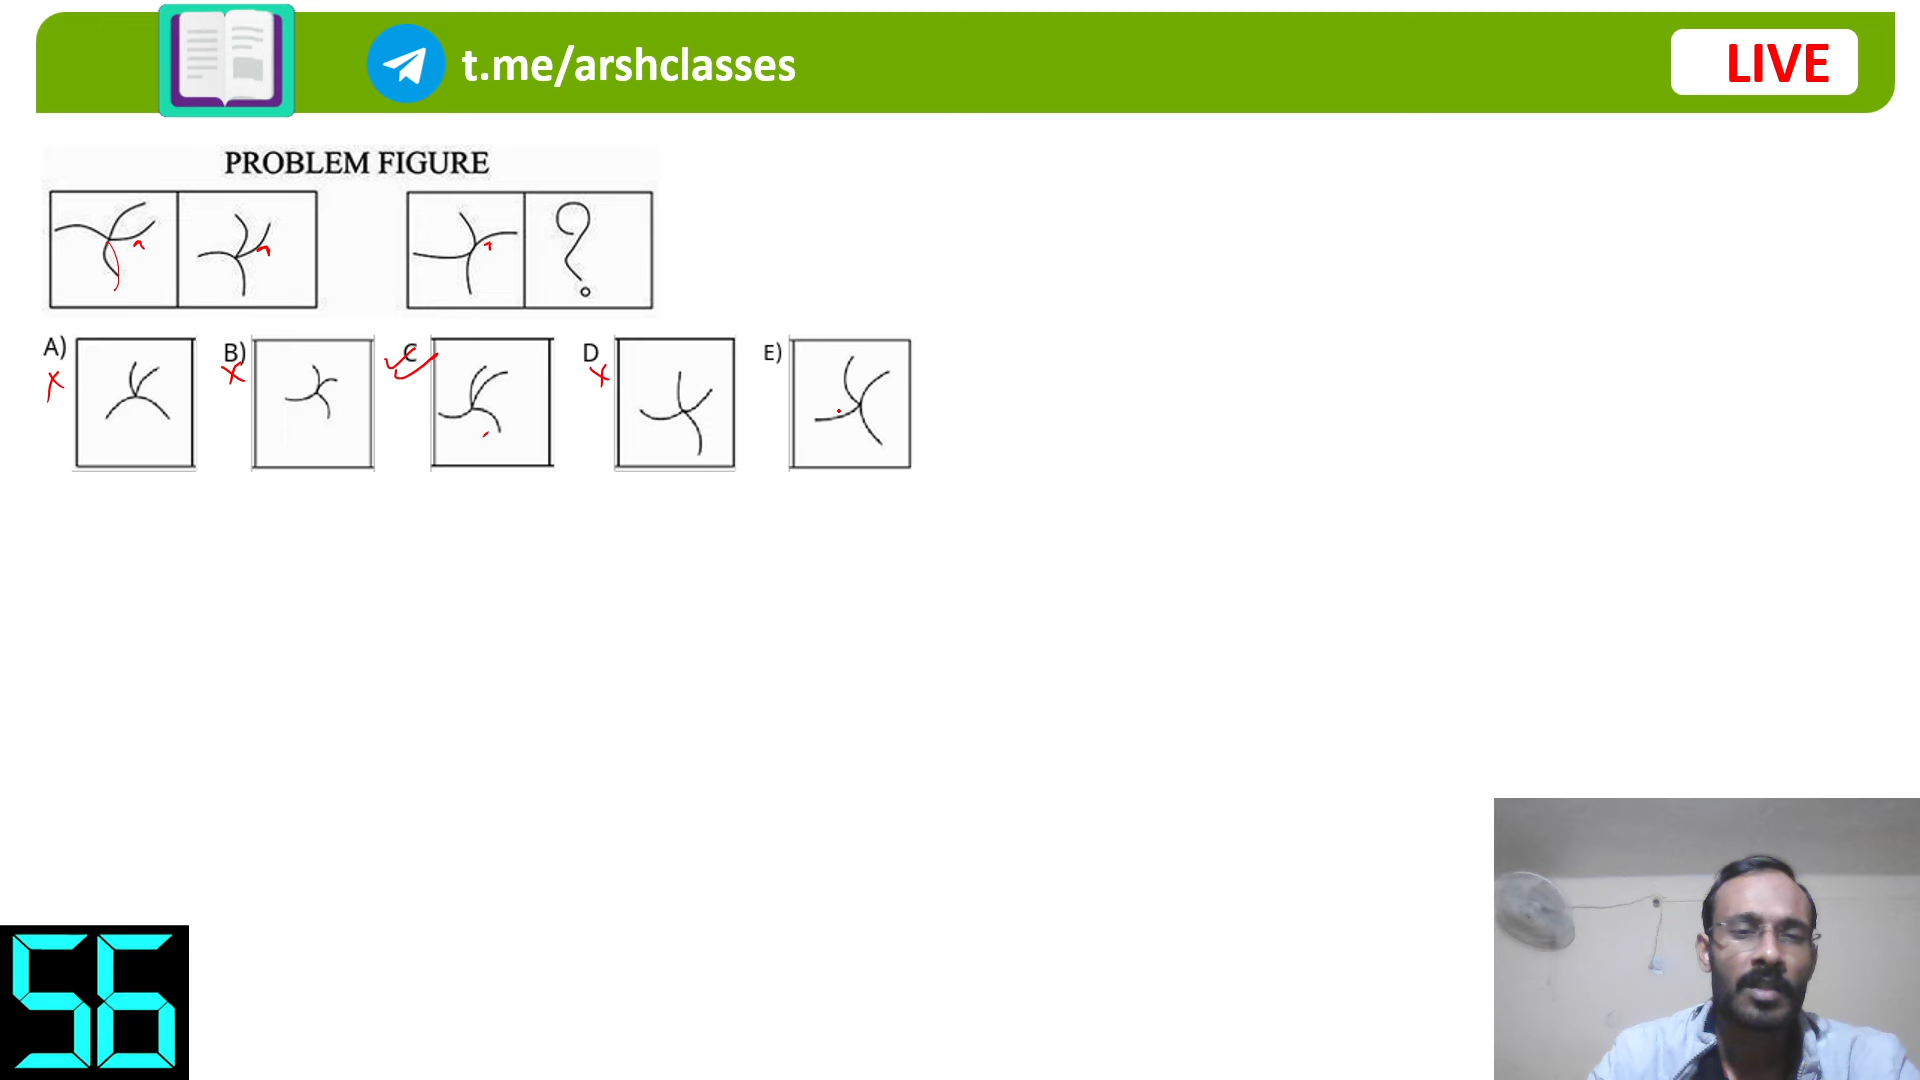 t.me/arshclasses
LIVE
PROBLEM FIGURE
?
A)
B)
C
D
E)
56